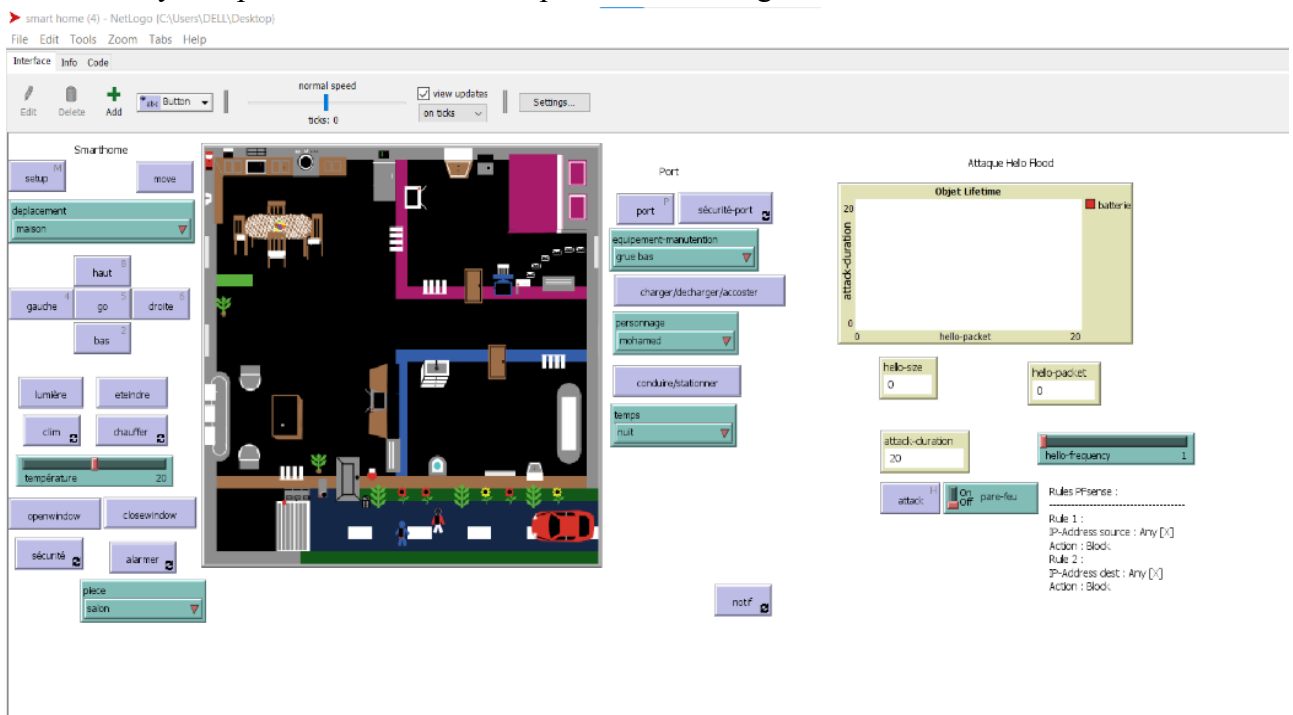 smart home (4) - NetLogo {C:\Users\DELL\Desktop}
File Edit Tools Zoom Tabs Help
Interface Info Code
Edit Delete Add abc Button normal speed ticks: 0 view updates on ticks Settings...
Smarthome
setup M
move
deplacement
maison
haut 8
gauche 4 go 5 droite 6
bas 2
lumière eteindre
clim chauffer
température 20
openwindow closewindow
sécurité alarmer
piece
salon
Port
port P sécurité-port
equipement-manutention
grue bas
charger/decharger/accoster
personnage
mohamed
conduire/stationner
temps
nuit
notif
Attaque Hello Flood
Objet Lifetime
20
attack-duration
0
0 hello-packet 20
batterie
hello-size
0
hello-packet
0
attack-duration
20
hello-frequency 1
attack H On Off pare-feu
Rules PFsense :
Rule 1 :
IP-Address source : Any [X]
Action : Block
Rule 2 :
IP-Address dest : Any [X]
Action : Block